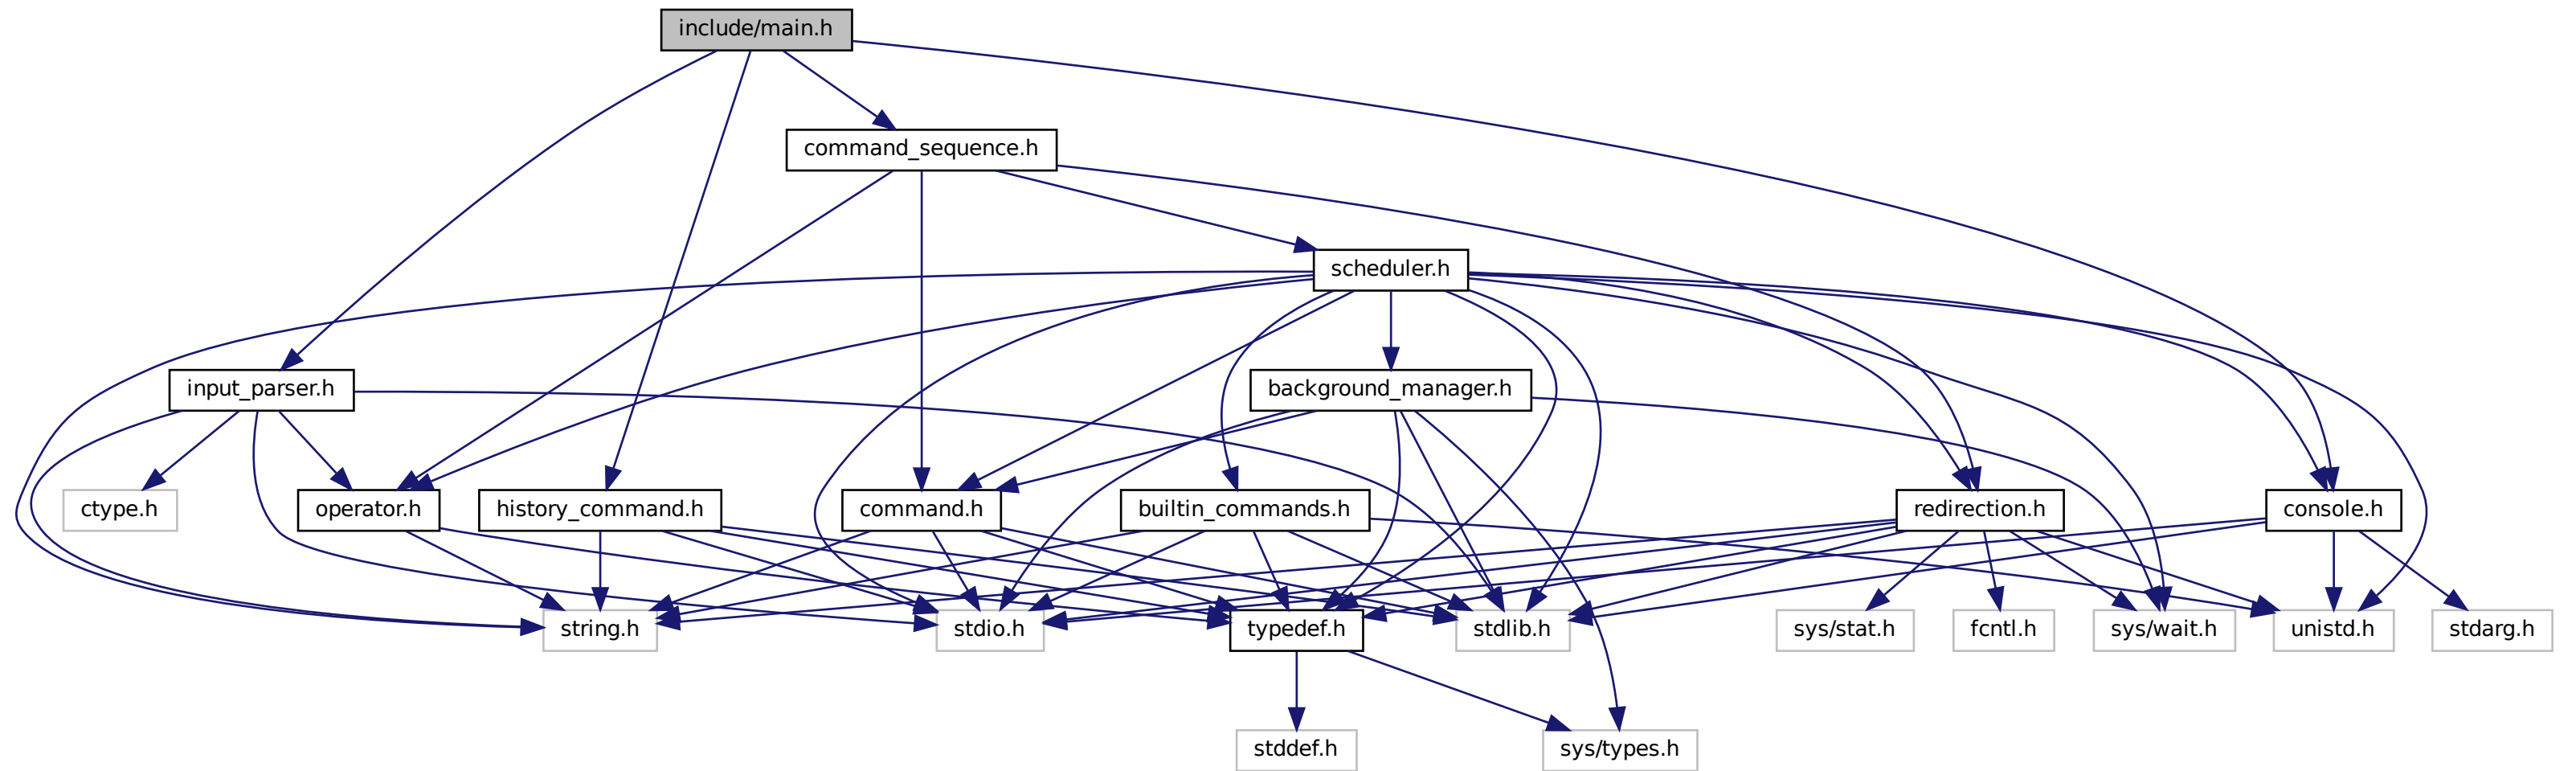 include/main.h
command_sequence.h
scheduler.h
input_parser.h
background_manager.h
ctype.h
operator.h
history_command.h
command.h
builtin_commands.h
redirection.h
console.h
string.h
stdio.h
typedef.h
stdlib.h
sys/stat.h
fcntl.h
sys/wait.h
unistd.h
stdarg.h
stddef.h
sys/types.h